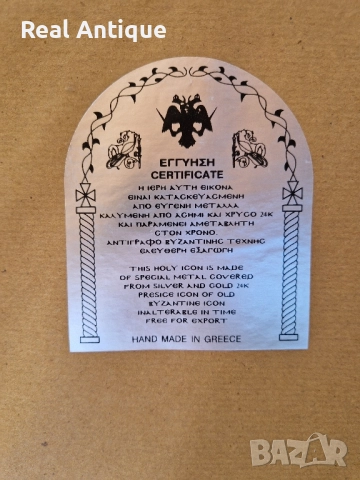 Real Antique
ΕΓΓΥΗΣΗ
CERTIFICATE
Η ΙΕΡΗ ΑΥΤΗ ΕΙΚΟΝΑ
ΕΙΝΑΙ ΚΑΤΑΣΚΕΥΑΣΜΕΝΗ
ΑΠΟ ΕΥΓΕΝΗ ΜΕΤΑΛΛΑ
ΚΑΛΥΜΕΝΗ ΑΠΟ ΑΣΗΜΙ ΚΑΙ ΧΡΥΣΟ 24Κ
ΚΑΙ ΠΑΡΑΜΕΝΕΙ ΑΜΕΤΑΒΛΗΤΗ
ΣΤΟΝ ΧΡΟΝΟ.
ΑΝΤΙΓΡΑΦΟ ΒΥΖΑΝΤΙΝΗΣ ΤΕΧΝΗΣ
ΕΛΕΥΘΕΡΗ ΕΞΑΓΩΓΗ
THIS HOLY ICON IS MADE
OF SPECIAL METAL COVERED
FROM SILVER AND GOLD 24K
PRESICE ICON OF OLD
BYZANTINE ICON
INALTERABLE IN TIME
FREE FOR EXPORT
HAND MADE IN GREECE
BAZAR
bg